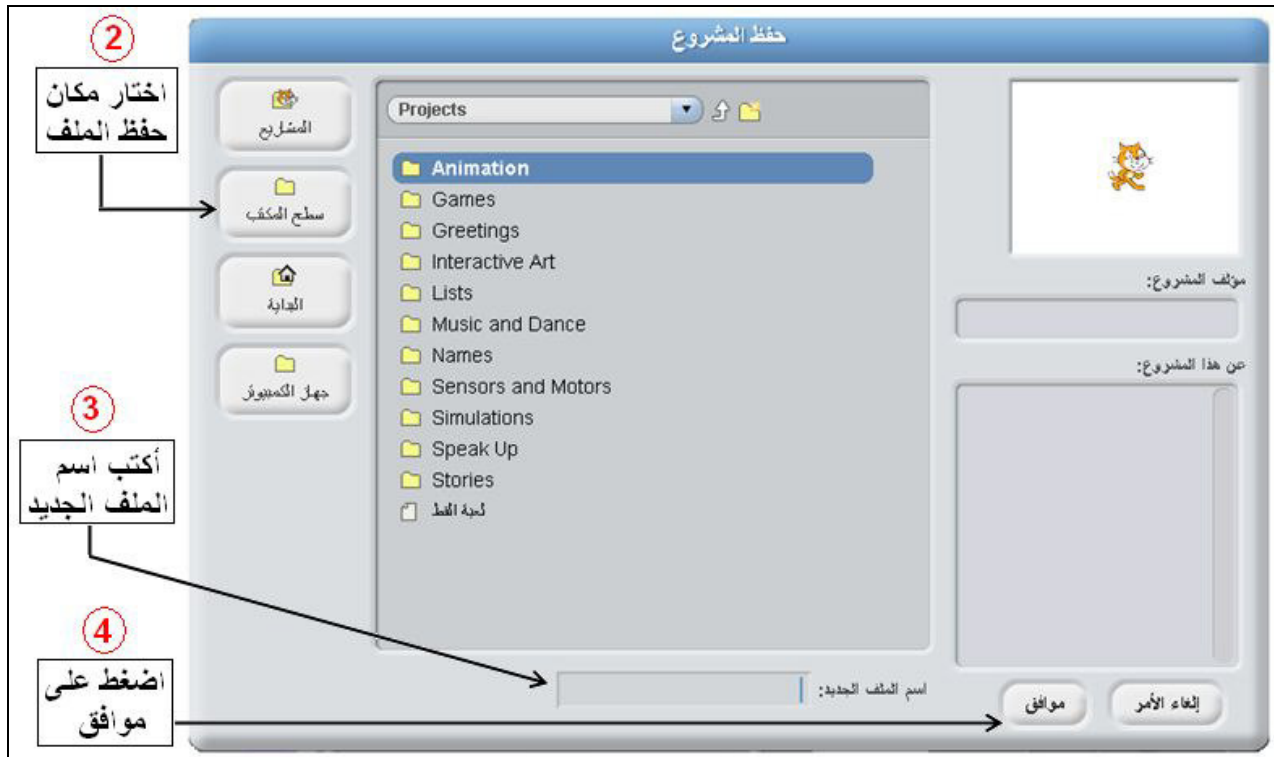 حفظ المشروع
②
اختار مكان
حفظ الملف
③
أكتب اسم
الملف الجديد
④
اضغط على
موافق
المشاريع
سطح المكتب
البداية
جهاز الكمبيوتر
Projects
Animation
Games
Greetings
Interactive Art
Lists
Music and Dance
Names
Sensors and Motors
Simulations
Speak Up
Stories
لعبة القط
اسم الملف الجديد:
مؤلف المشروع:
عن هذا المشروع:
موافق
إلغاء الأمر